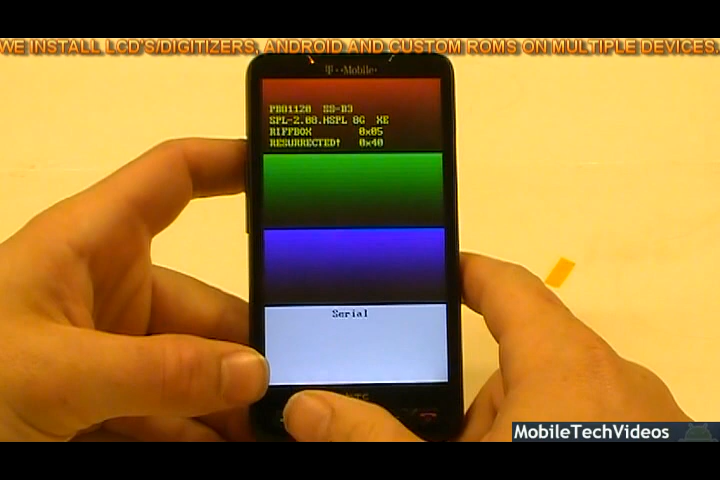 WE INSTALL LCD'S/DIGITIZERS, ANDROID AND CUSTOM ROMS ON MULTIPLE DEVICES.
T··Mobile·
PB81120 SS-B3
SPL-2.08.HSPL 8G XE
RIFFBOX 0x05
RESURRECTED! 0x40
Serial
MobileTechVideos